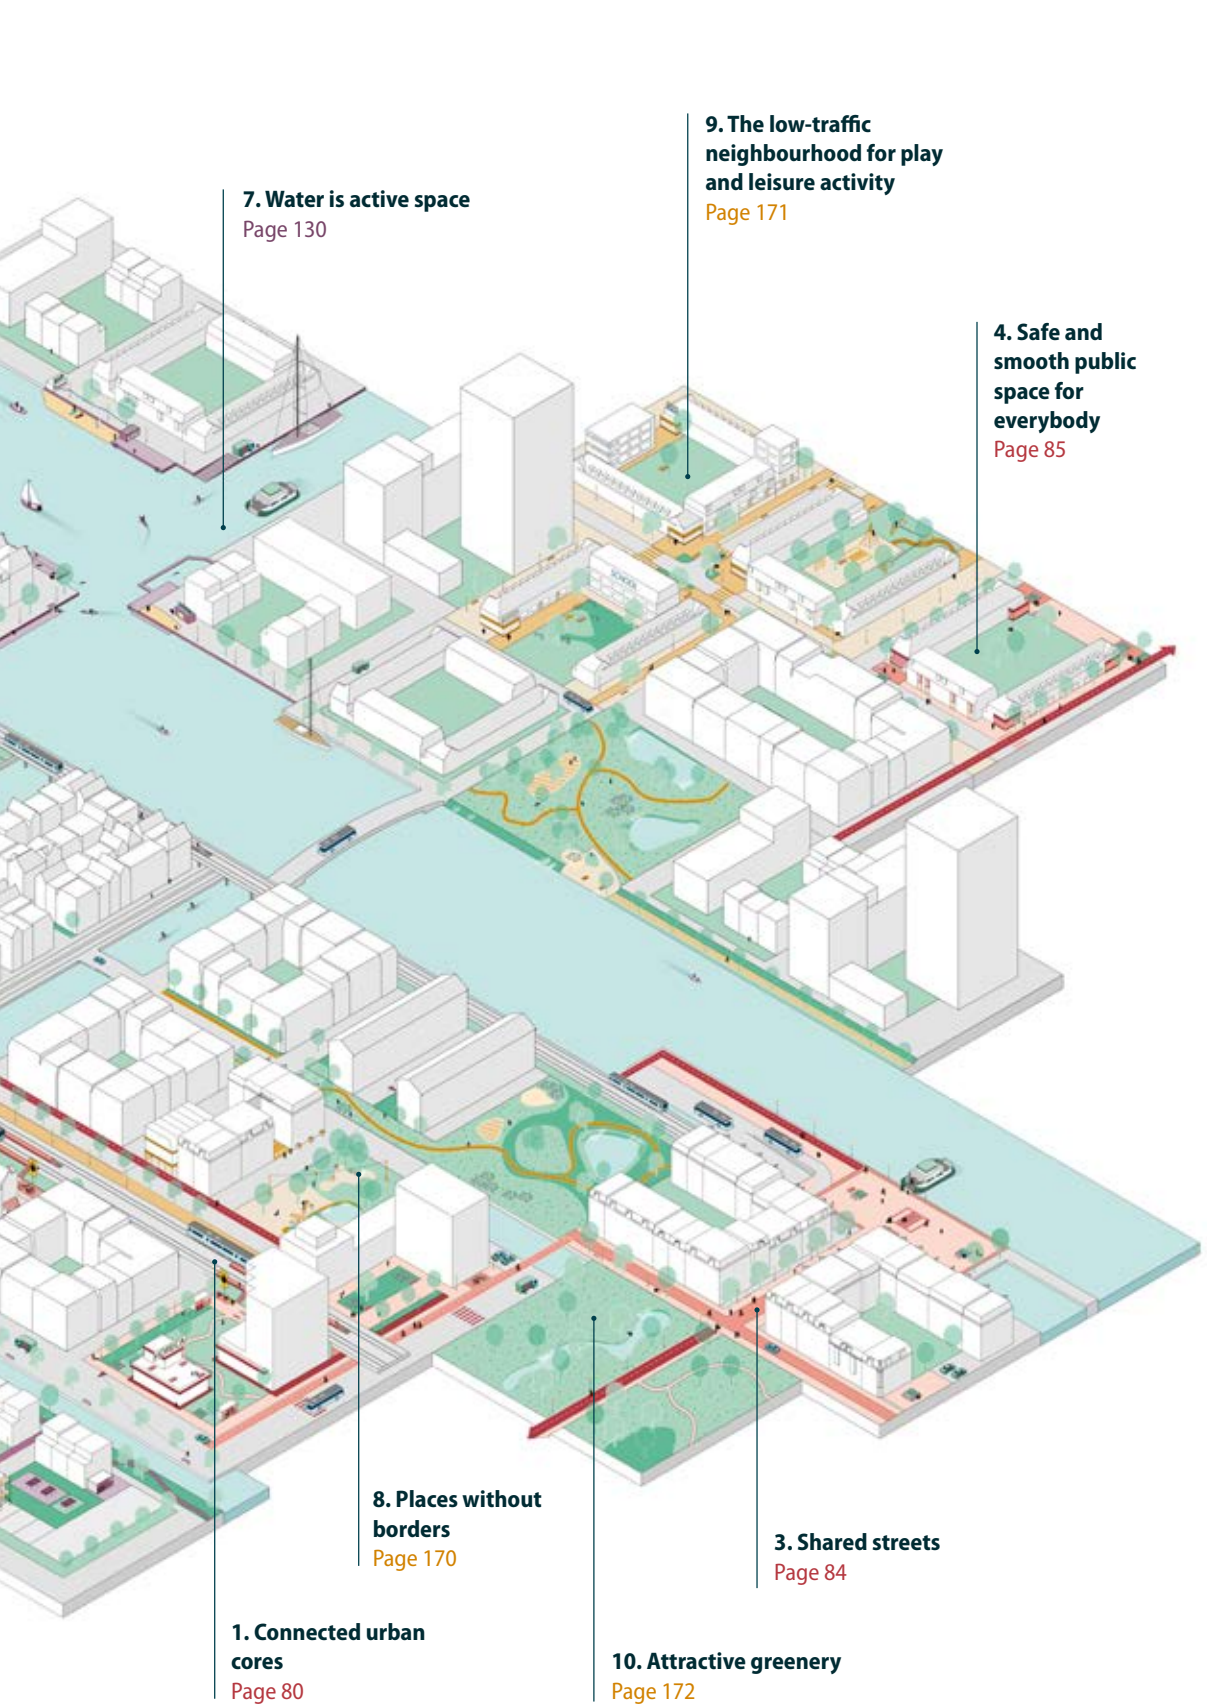 9. The low-traffic
neighbourhood for play
and leisure activity
Page 171
7. Water is active space
Page 130
4. Safe and
smooth public
space for
everybody
Page 85
SCHOOL
8. Places without
borders
Page 170
3. Shared streets
Page 84
1. Connected urban
cores
Page 80
10. Attractive greenery
Page 172